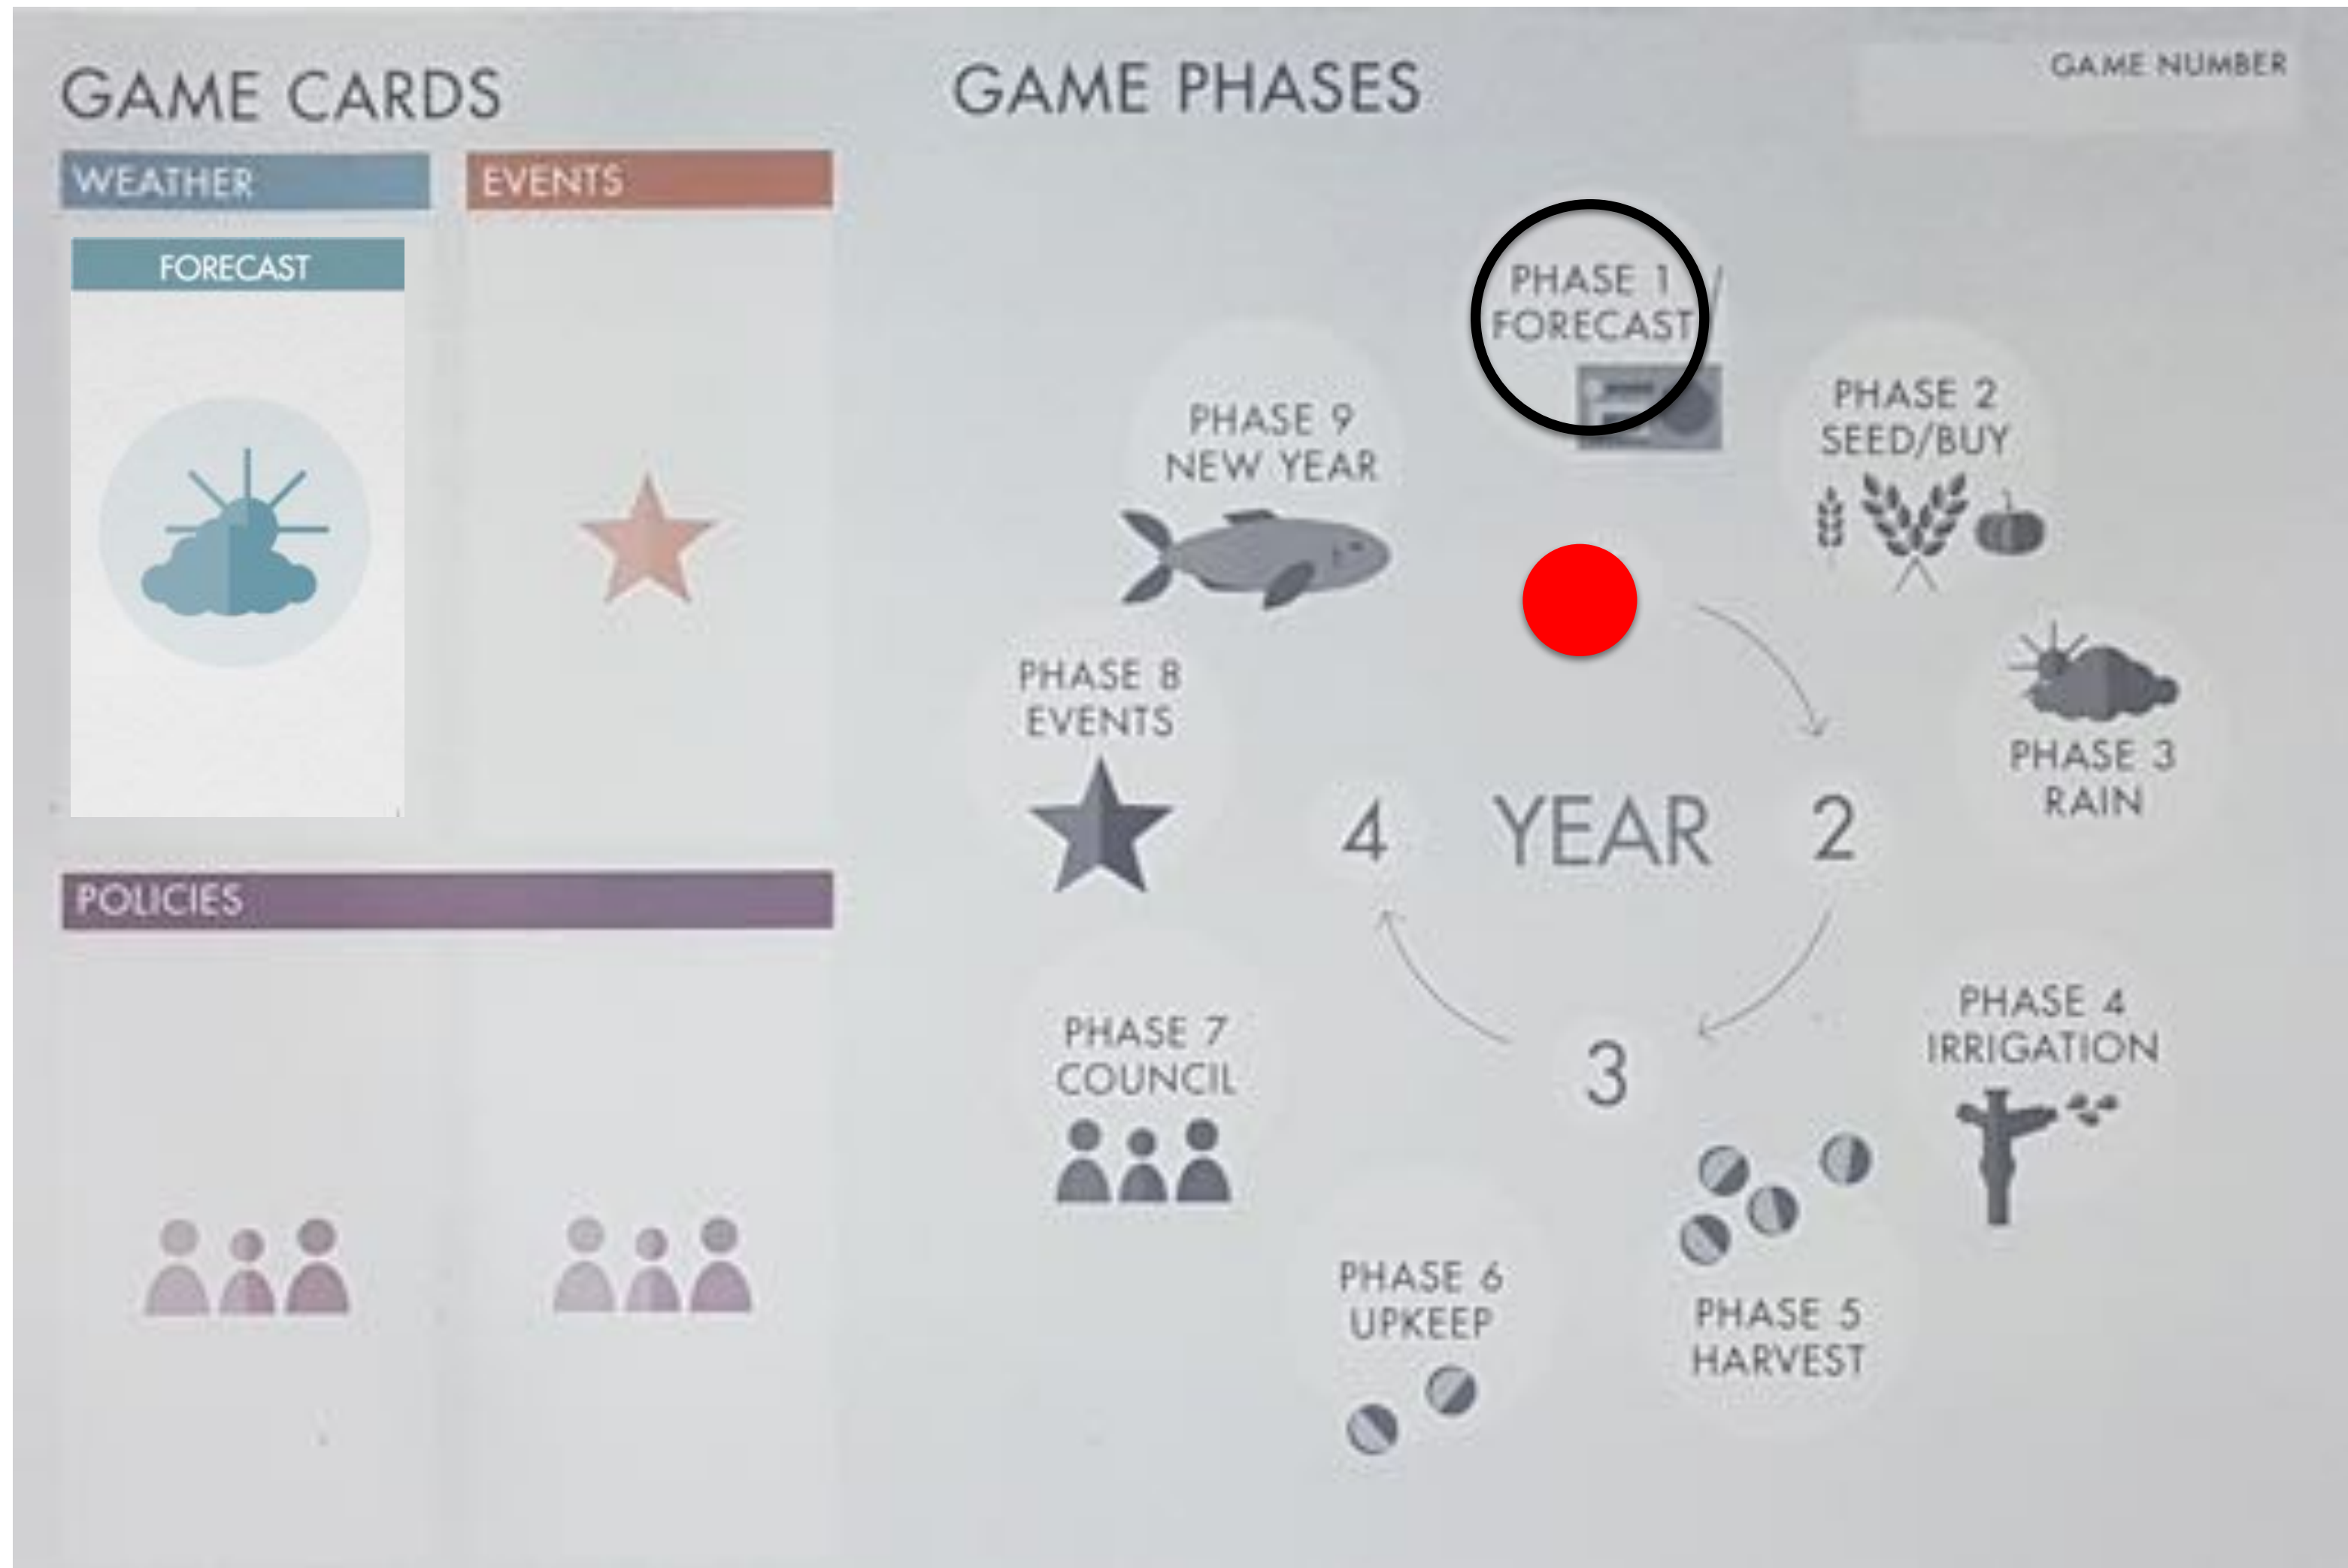 GAME CARDS
WEATHER
EVENTS
FORECAST
POLICIES
GAME PHASES
GAME NUMBER
PHASE 1
FORECAST
PHASE 2
SEED/BUY
PHASE 3
RAIN
PHASE 4
IRRIGATION
PHASE 5
HARVEST
PHASE 6
UPKEEP
PHASE 7
COUNCIL
PHASE 8
EVENTS
PHASE 9
NEW YEAR
4 YEAR 2
3